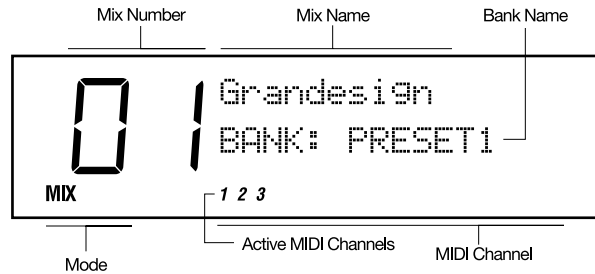 Mix Number Mix Name Bank Name
01 Grandesign
BANK: PRESET1
MIX 1 2 3
Active MIDI Channels MIDI Channel
Mode